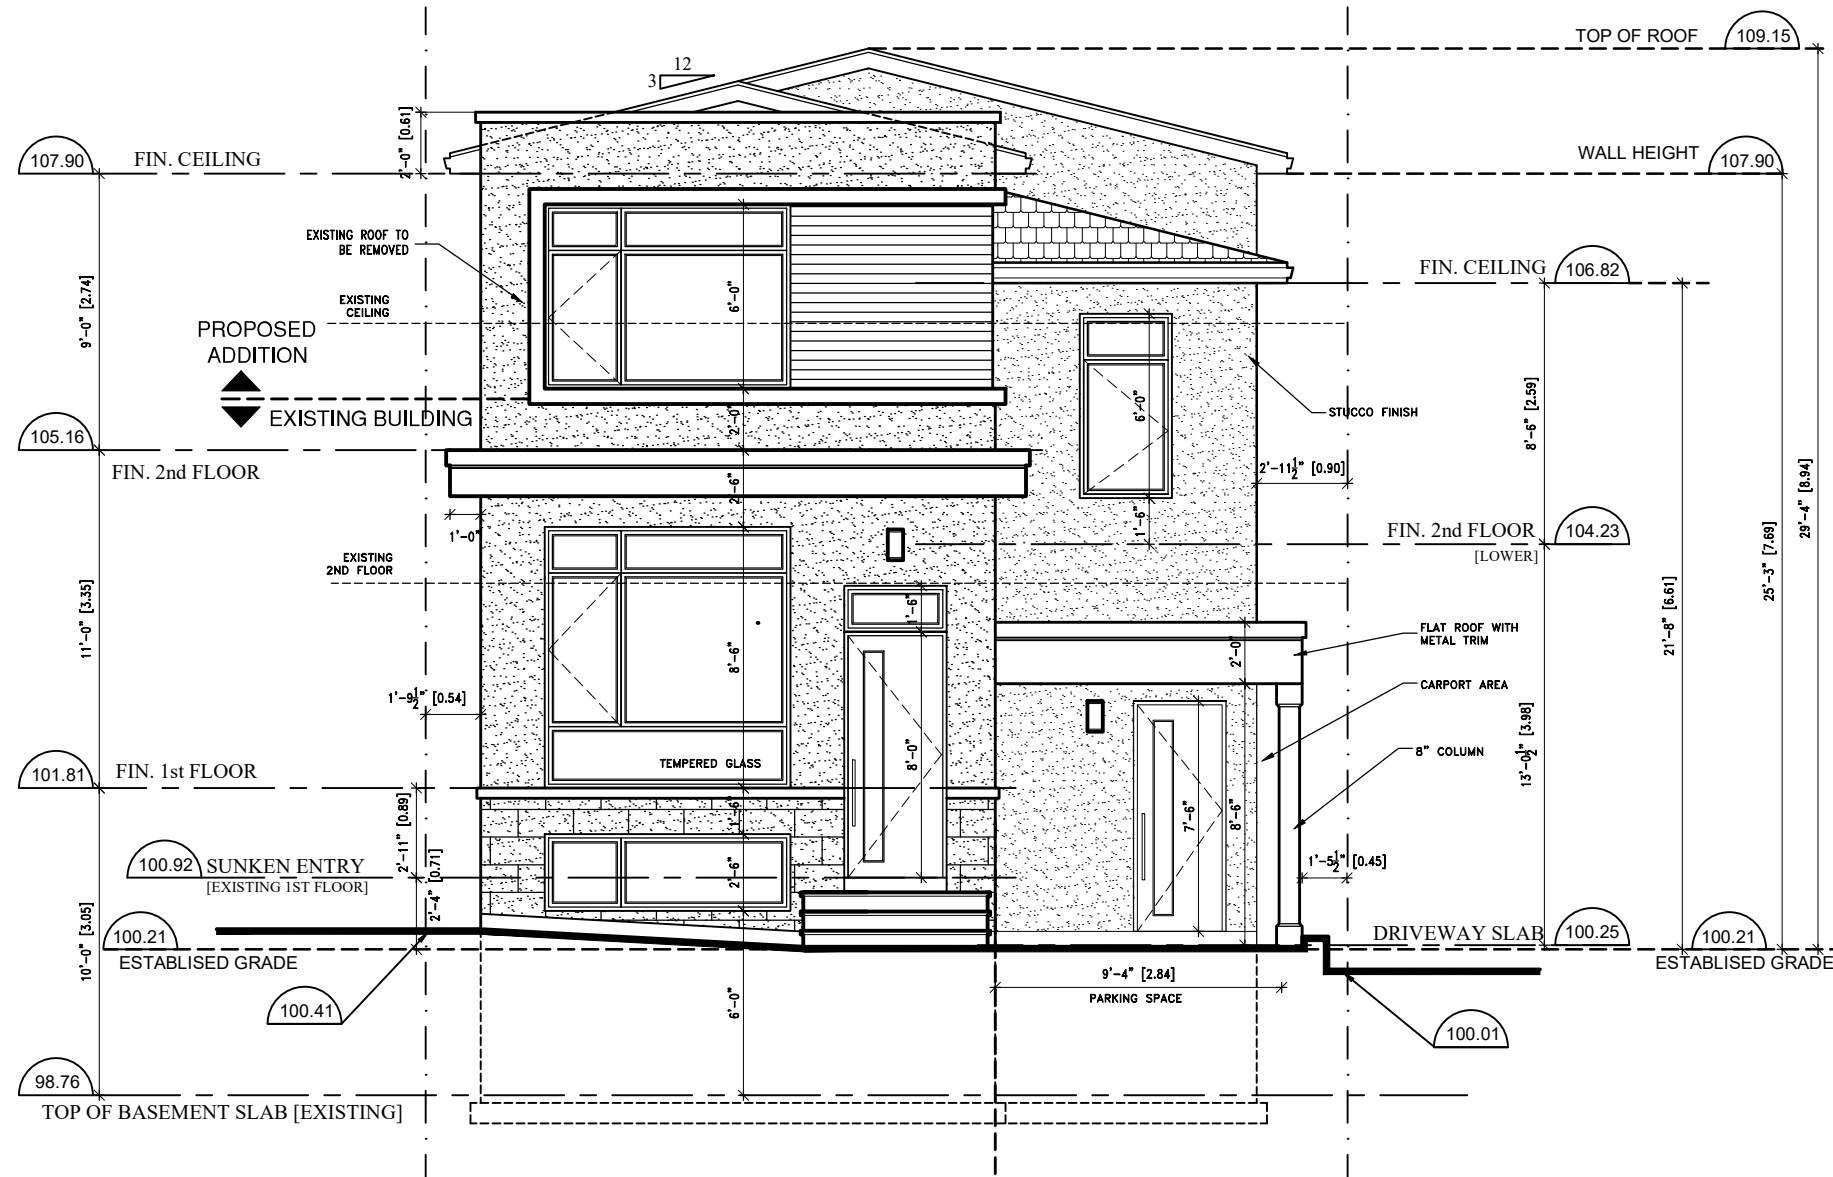 TOP OF ROOF 109.15
12
3
2'-0" [0.61]
107.90 FIN. CEILING
WALL HEIGHT 107.90
EXISTING ROOF TO
BE REMOVED
FIN. CEILING 106.82
EXISTING
CEILING
9'-0" [2.74]
6'-0"
PROPOSED
ADDITION
EXISTING BUILDING
6'-0"
STUCCO FINISH
8'-6" [2.59]
2'-0"
105.16
FIN. 2nd FLOOR
2'-11½" [0.90]
29'-4" [8.94]
2'-6"
1'-0"
1'-6"
FIN. 2nd FLOOR 104.23
[LOWER]
25'-3" [7.69]
EXISTING
2ND FLOOR
11'-0" [3.35]
1'-6"
21'-8" [6.61]
FLAT ROOF WITH
METAL TRIM
2'-0"
8'-6"
CARPORT AREA
1'-9½" [0.54]
8'-0"
13'-0½" [3.98]
8" COLUMN
TEMPERED GLASS
101.81 FIN. 1st FLOOR
2'-11" [0.89]
1'-6"
7'-6"
8'-6"
100.92 SUNKEN ENTRY
[EXISTING 1ST FLOOR]
2'-4" [0.71]
2'-6"
1'-5½" [0.45]
10'-0" [3.05]
100.21
ESTABLISED GRADE
DRIVEWAY SLAB 100.25
100.21
ESTABLISED GRADE
9'-4" [2.84]
PARKING SPACE
6'-0"
100.41
100.01
98.76
TOP OF BASEMENT SLAB [EXISTING]